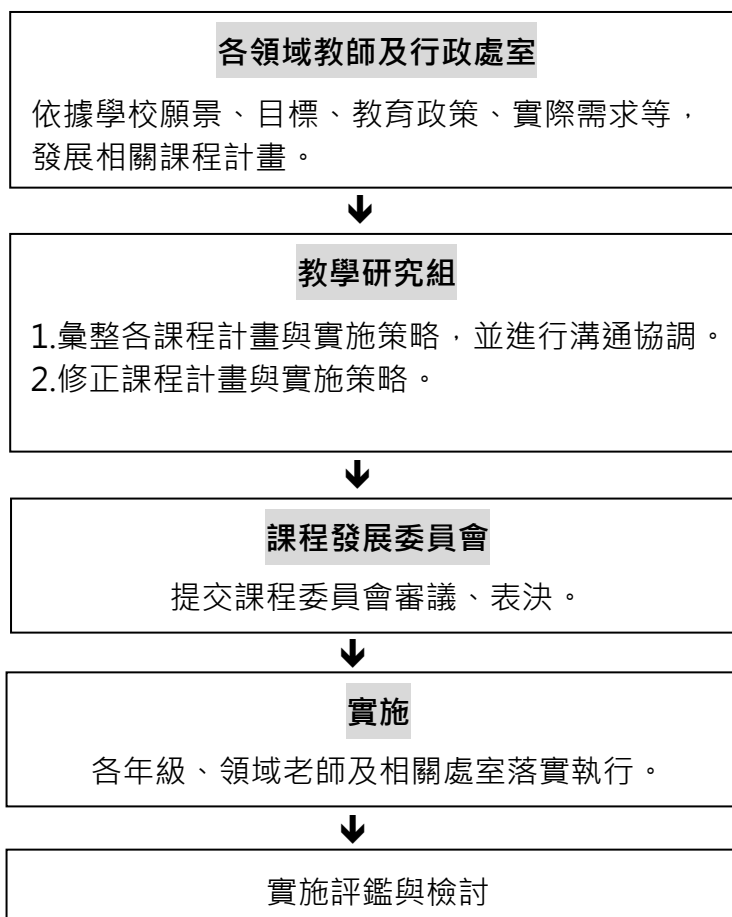 各領域教師及行政處室
依據學校願景、目標、教育政策、實際需求等，
發展相關課程計畫。
教學研究組
1.彙整各課程計畫與實施策略，並進行溝通協調。
2.修正課程計畫與實施策略。
課程發展委員會
提交課程委員會審議、表決。
實施
各年級、領域老師及相關處室落實執行。
實施評鑑與檢討